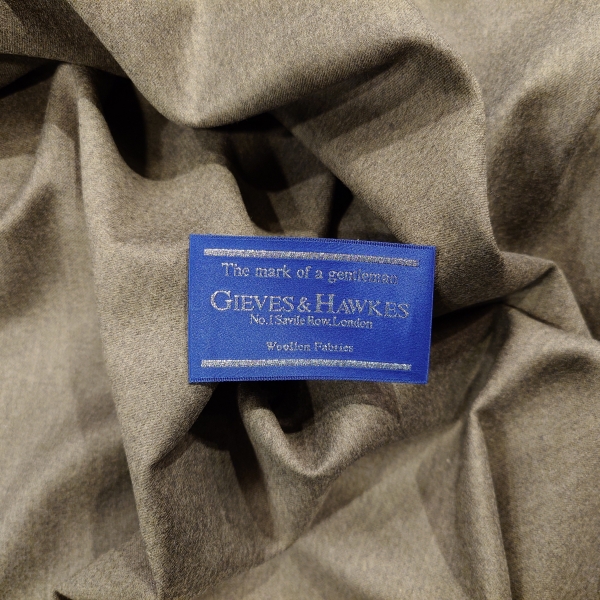 The mark of a gentleman
GIEVES & HAWKES
No.1 Savile Row.London
Woollen Fabrics